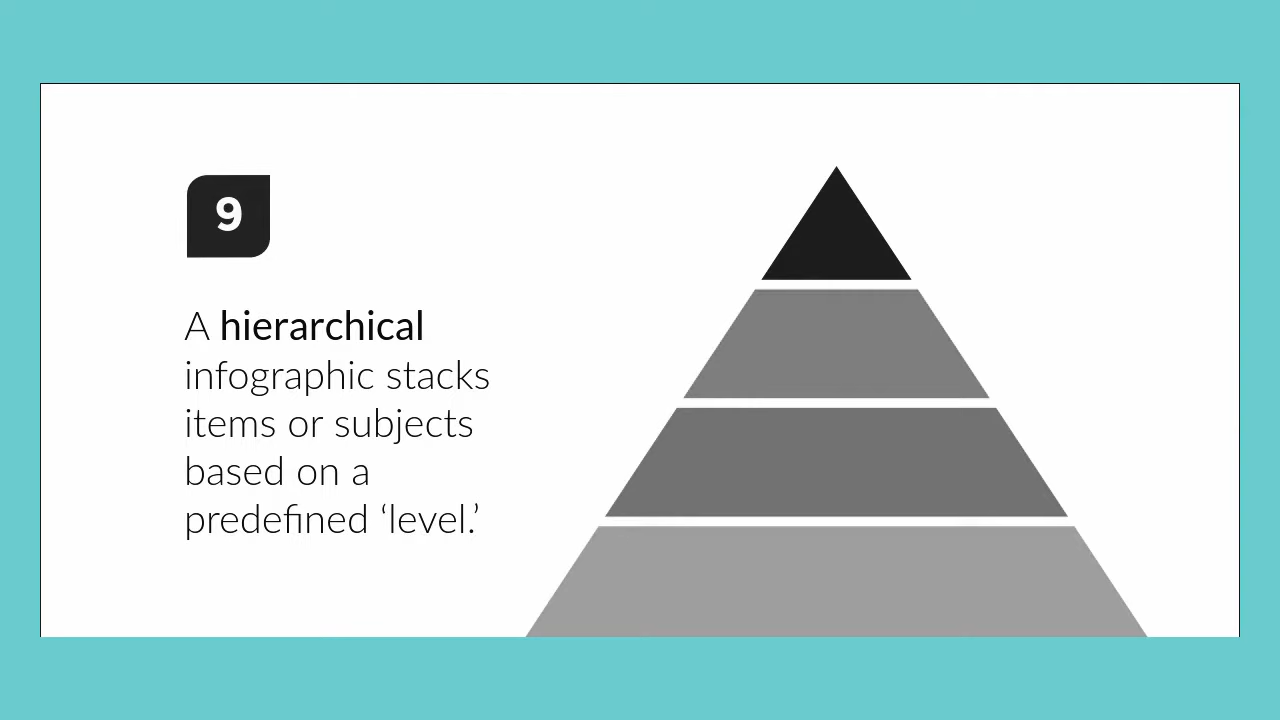 9
A hierarchical
infographic stacks
items or subjects
based on a
predefined ‘level.’